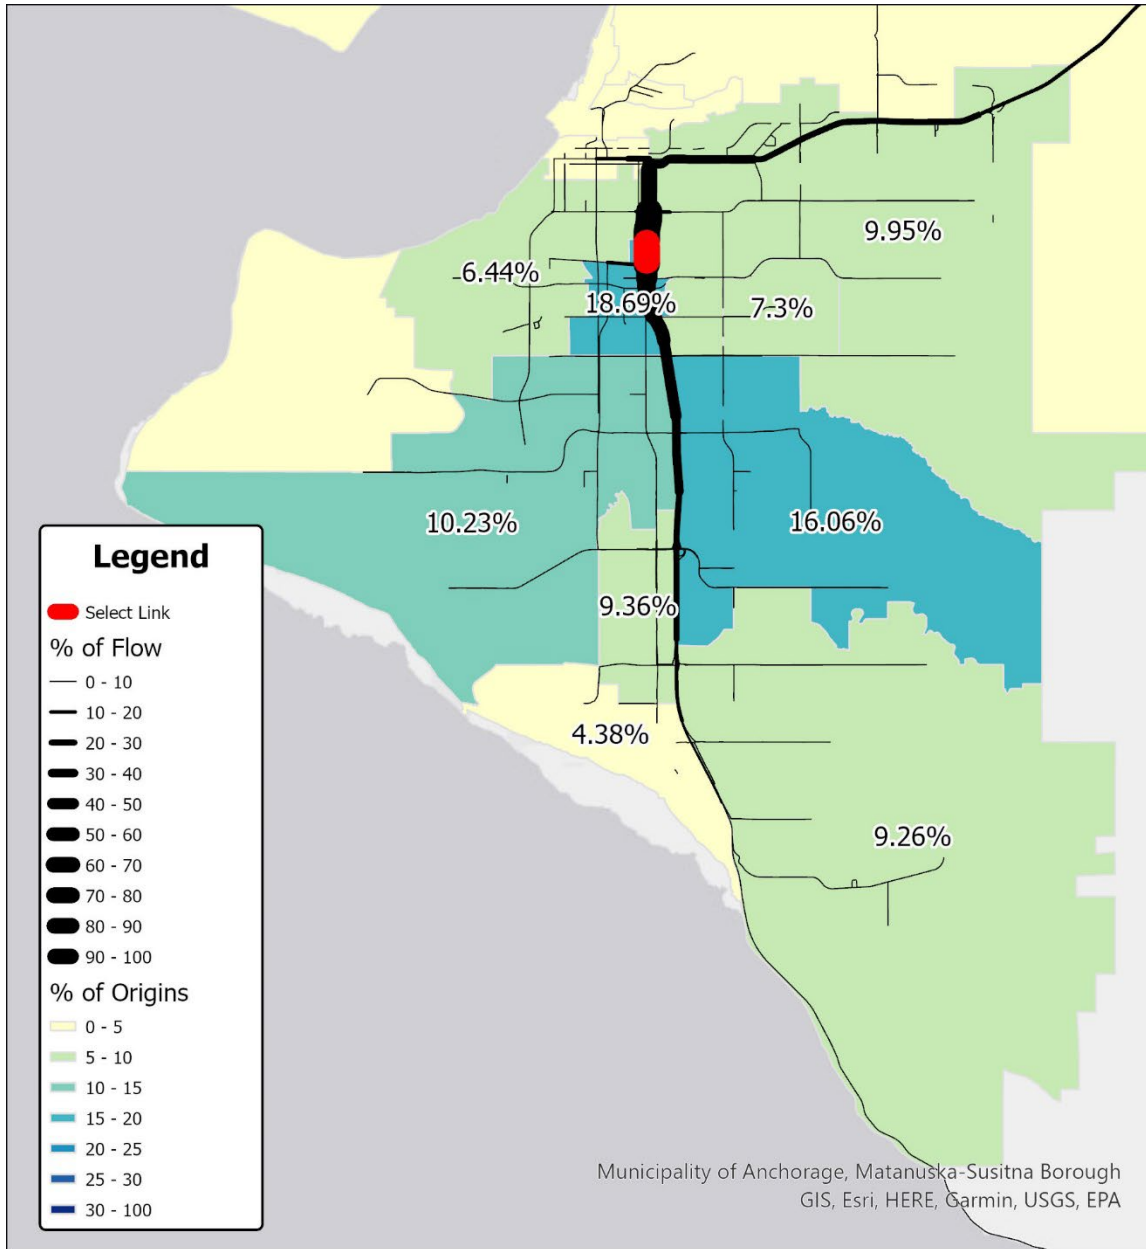 9.95%
6.44%
18.69%
7.3%
10.23%
16.06%
9.36%
4.38%
9.26%
Legend
Select Link
% of Flow
0 - 10
10 - 20
20 - 30
30 - 40
40 - 50
50 - 60
60 - 70
70 - 80
80 - 90
90 - 100
% of Origins
0 - 5
5 - 10
10 - 15
15 - 20
20 - 25
25 - 30
30 - 100
Municipality of Anchorage, Matanuska-Susitna Borough
GIS, Esri, HERE, Garmin, USGS, EPA